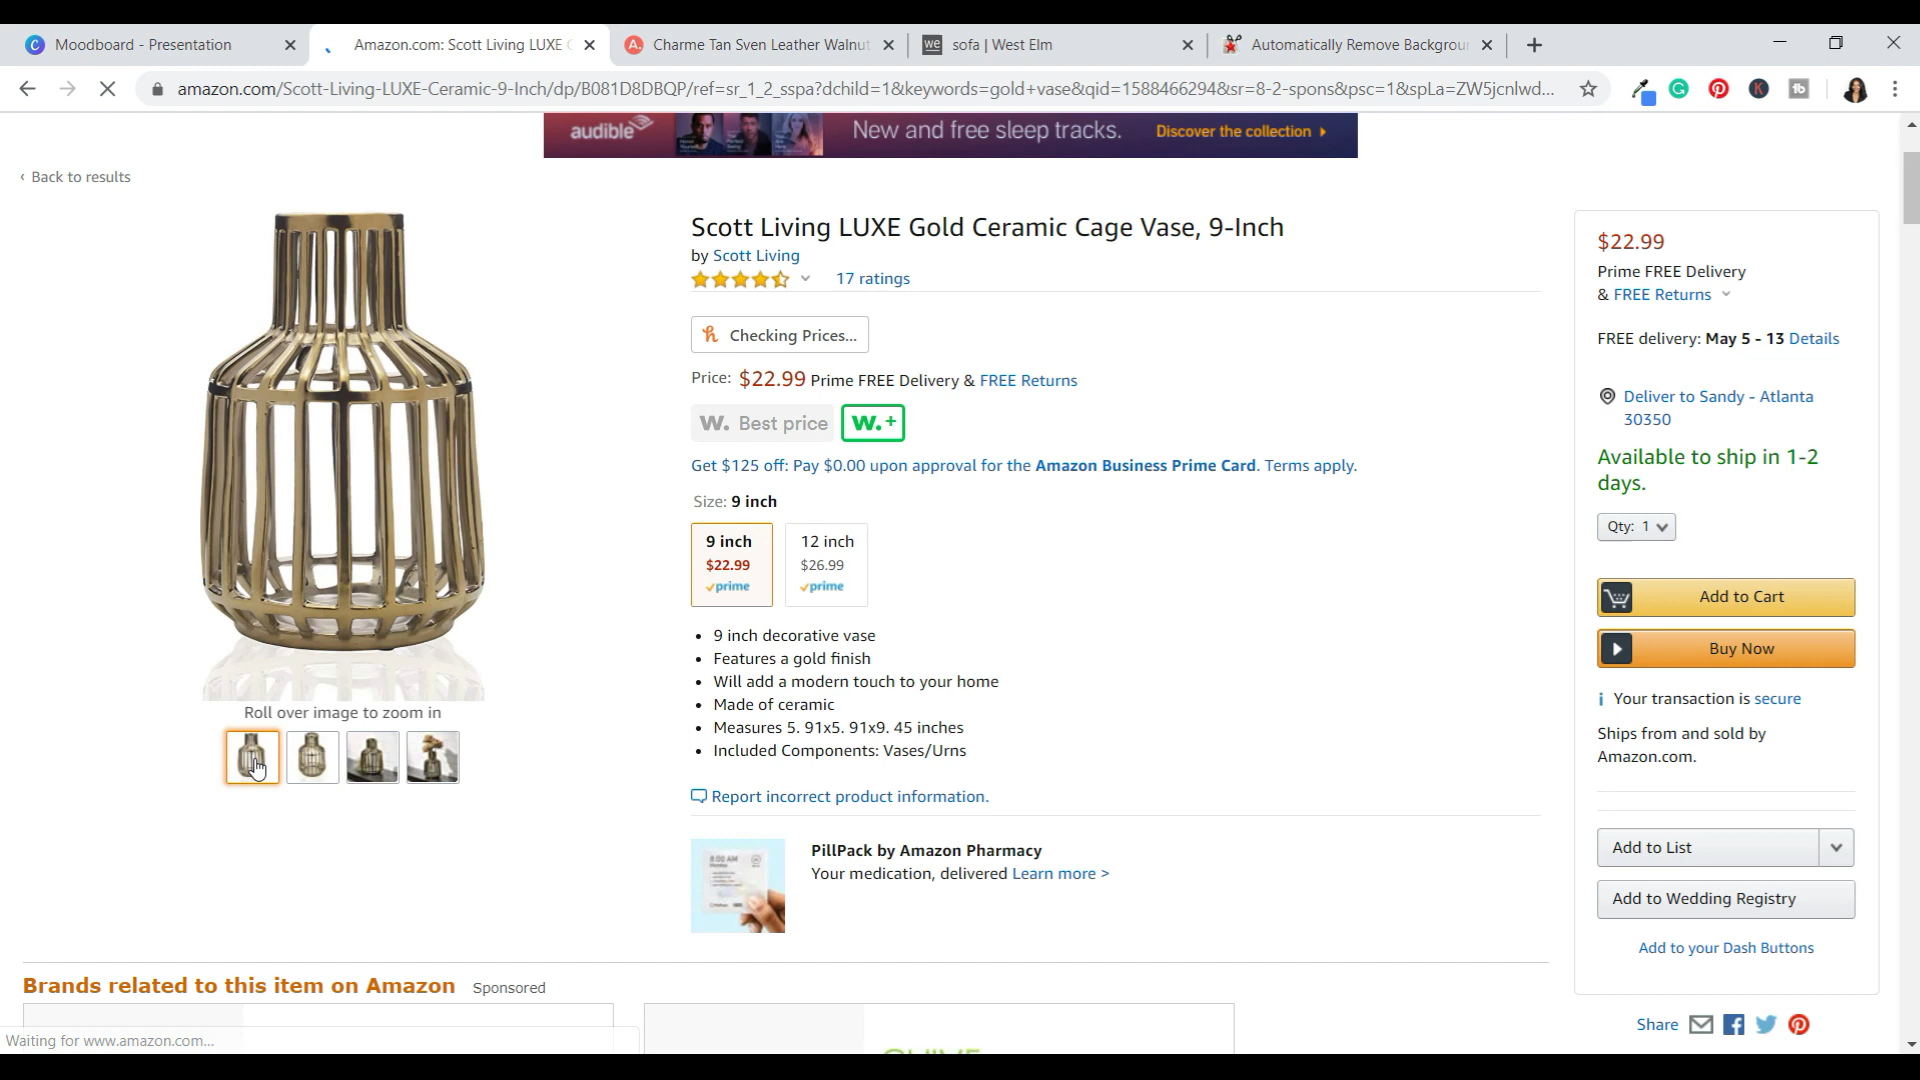 Moodboard - Presentation
Amazon.com: Scott Living LUXE
Charme Tan Sven Leather Walnut
sofa | West Elm
Automatically Remove Backgrou
amazon.com/Scott-Living-LUXE-Ceramic-9-Inch/dp/B081D8DBQP/ref=sr_1_2_sspa?dchild=1&keywords=gold+vase&qid=1588466294&sr=8-2-spons&psc=1&spLa=ZW5jcnlwd...
audible
New and free sleep tracks.
Discover the collection
‹ Back to results
Scott Living LUXE Gold Ceramic Cage Vase, 9-Inch
by Scott Living
17 ratings
Checking Prices...
Price: $22.99 Prime FREE Delivery & FREE Returns
W. Best price
W.+
Get $125 off: Pay $0.00 upon approval for the Amazon Business Prime Card. Terms apply.
Size: 9 inch
9 inch
$22.99
prime
12 inch
$26.99
prime
• 9 inch decorative vase
• Features a gold finish
• Will add a modern touch to your home
• Made of ceramic
• Measures 5. 91x5. 91x9. 45 inches
• Included Components: Vases/Urns
Report incorrect product information.
Roll over image to zoom in
8:00 AM
PillPack by Amazon Pharmacy
Your medication, delivered Learn more >
$22.99
Prime FREE Delivery
& FREE Returns
FREE delivery: May 5 - 13 Details
Deliver to Sandy - Atlanta
30350
Available to ship in 1-2
days.
Qty: 1
Add to Cart
Buy Now
Your transaction is secure
Ships from and sold by
Amazon.com.
Add to List
Add to Wedding Registry
Add to your Dash Buttons
Share
Brands related to this item on Amazon Sponsored
Waiting for www.amazon.com...